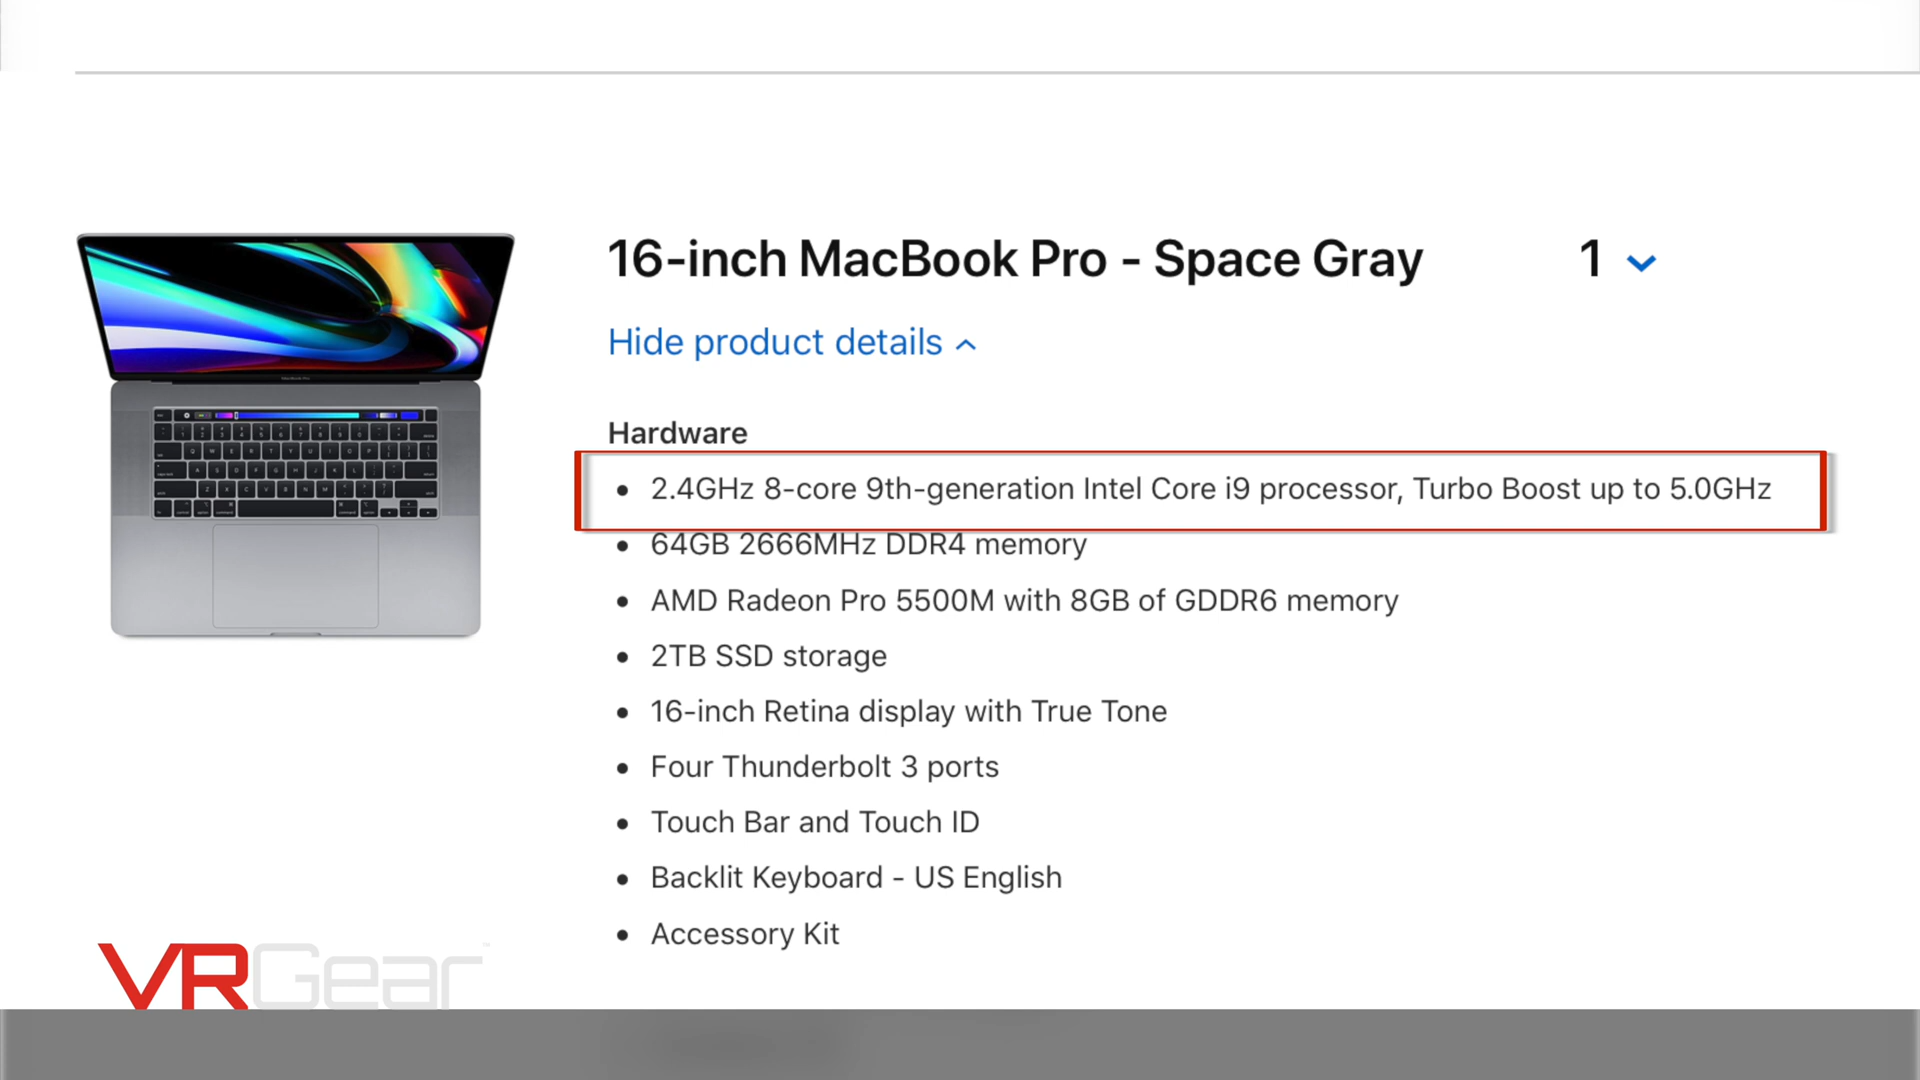 16-inch MacBook Pro - Space Gray
1
Hide product details
Hardware
• 2.4GHz 8-core 9th-generation Intel Core i9 processor, Turbo Boost up to 5.0GHz
• 64GB 2666MHz DDR4 memory
• AMD Radeon Pro 5500M with 8GB of GDDR6 memory
• 2TB SSD storage
• 16-inch Retina display with True Tone
• Four Thunderbolt 3 ports
• Touch Bar and Touch ID
• Backlit Keyboard - US English
• Accessory Kit
VRGear